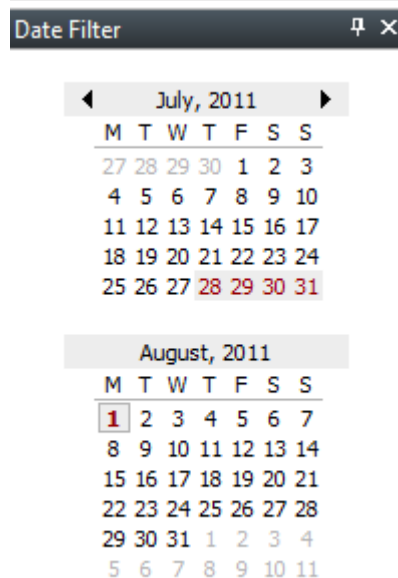 Date Filter
July, 2011
M T W T F S S
27 28 29 30 1 2 3
4 5 6 7 8 9 10
11 12 13 14 15 16 17
18 19 20 21 22 23 24
25 26 27 28 29 30 31
August, 2011
M T W T F S S
1 2 3 4 5 6 7
8 9 10 11 12 13 14
15 16 17 18 19 20 21
22 23 24 25 26 27 28
29 30 31 1 2 3 4
5 6 7 8 9 10 11